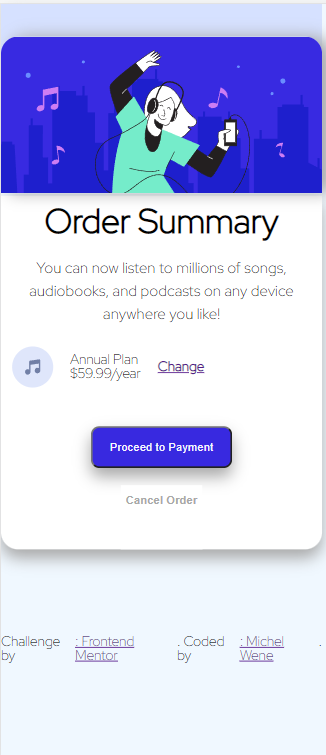 Order Summary
You can now listen to millions of songs,
audiobooks, and podcasts on any device
anywhere you like!
Annual Plan
$59.99/year
Change
Proceed to Payment
Cancel Order
Challenge by
: Frontend Mentor
. Coded by
: Michel Wene
.